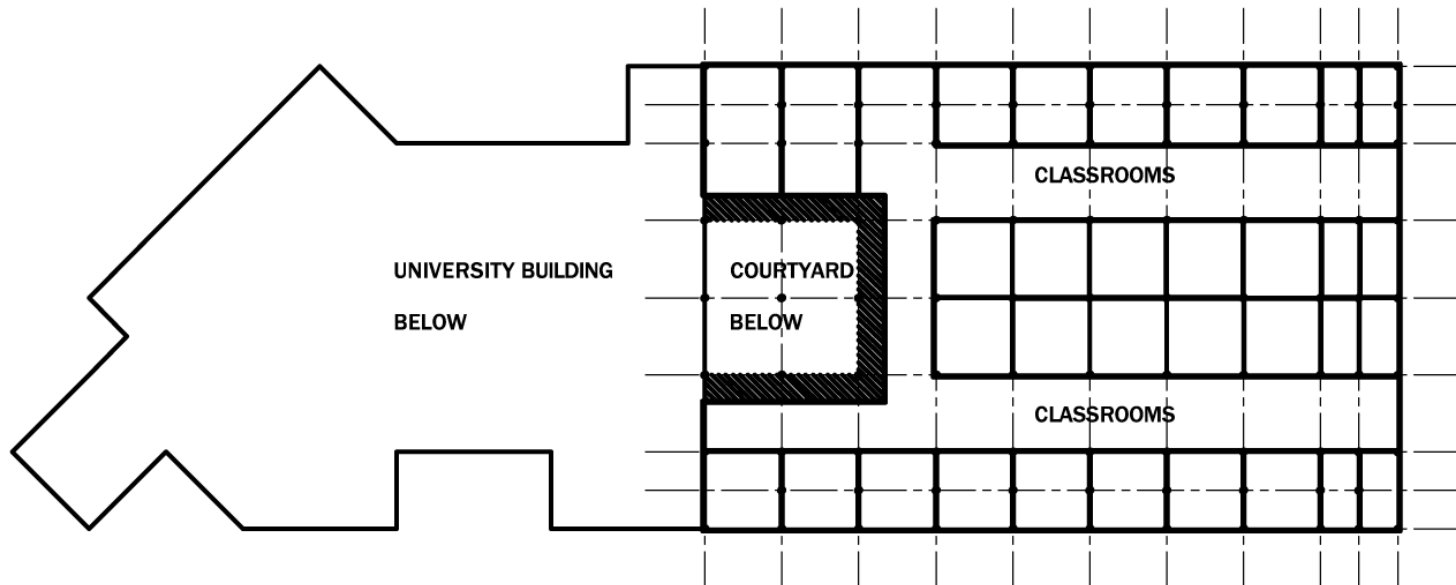 CLASSROOMS
UNIVERSITY BUILDING
BELOW
COURTYARD
BELOW
CLASSROOMS